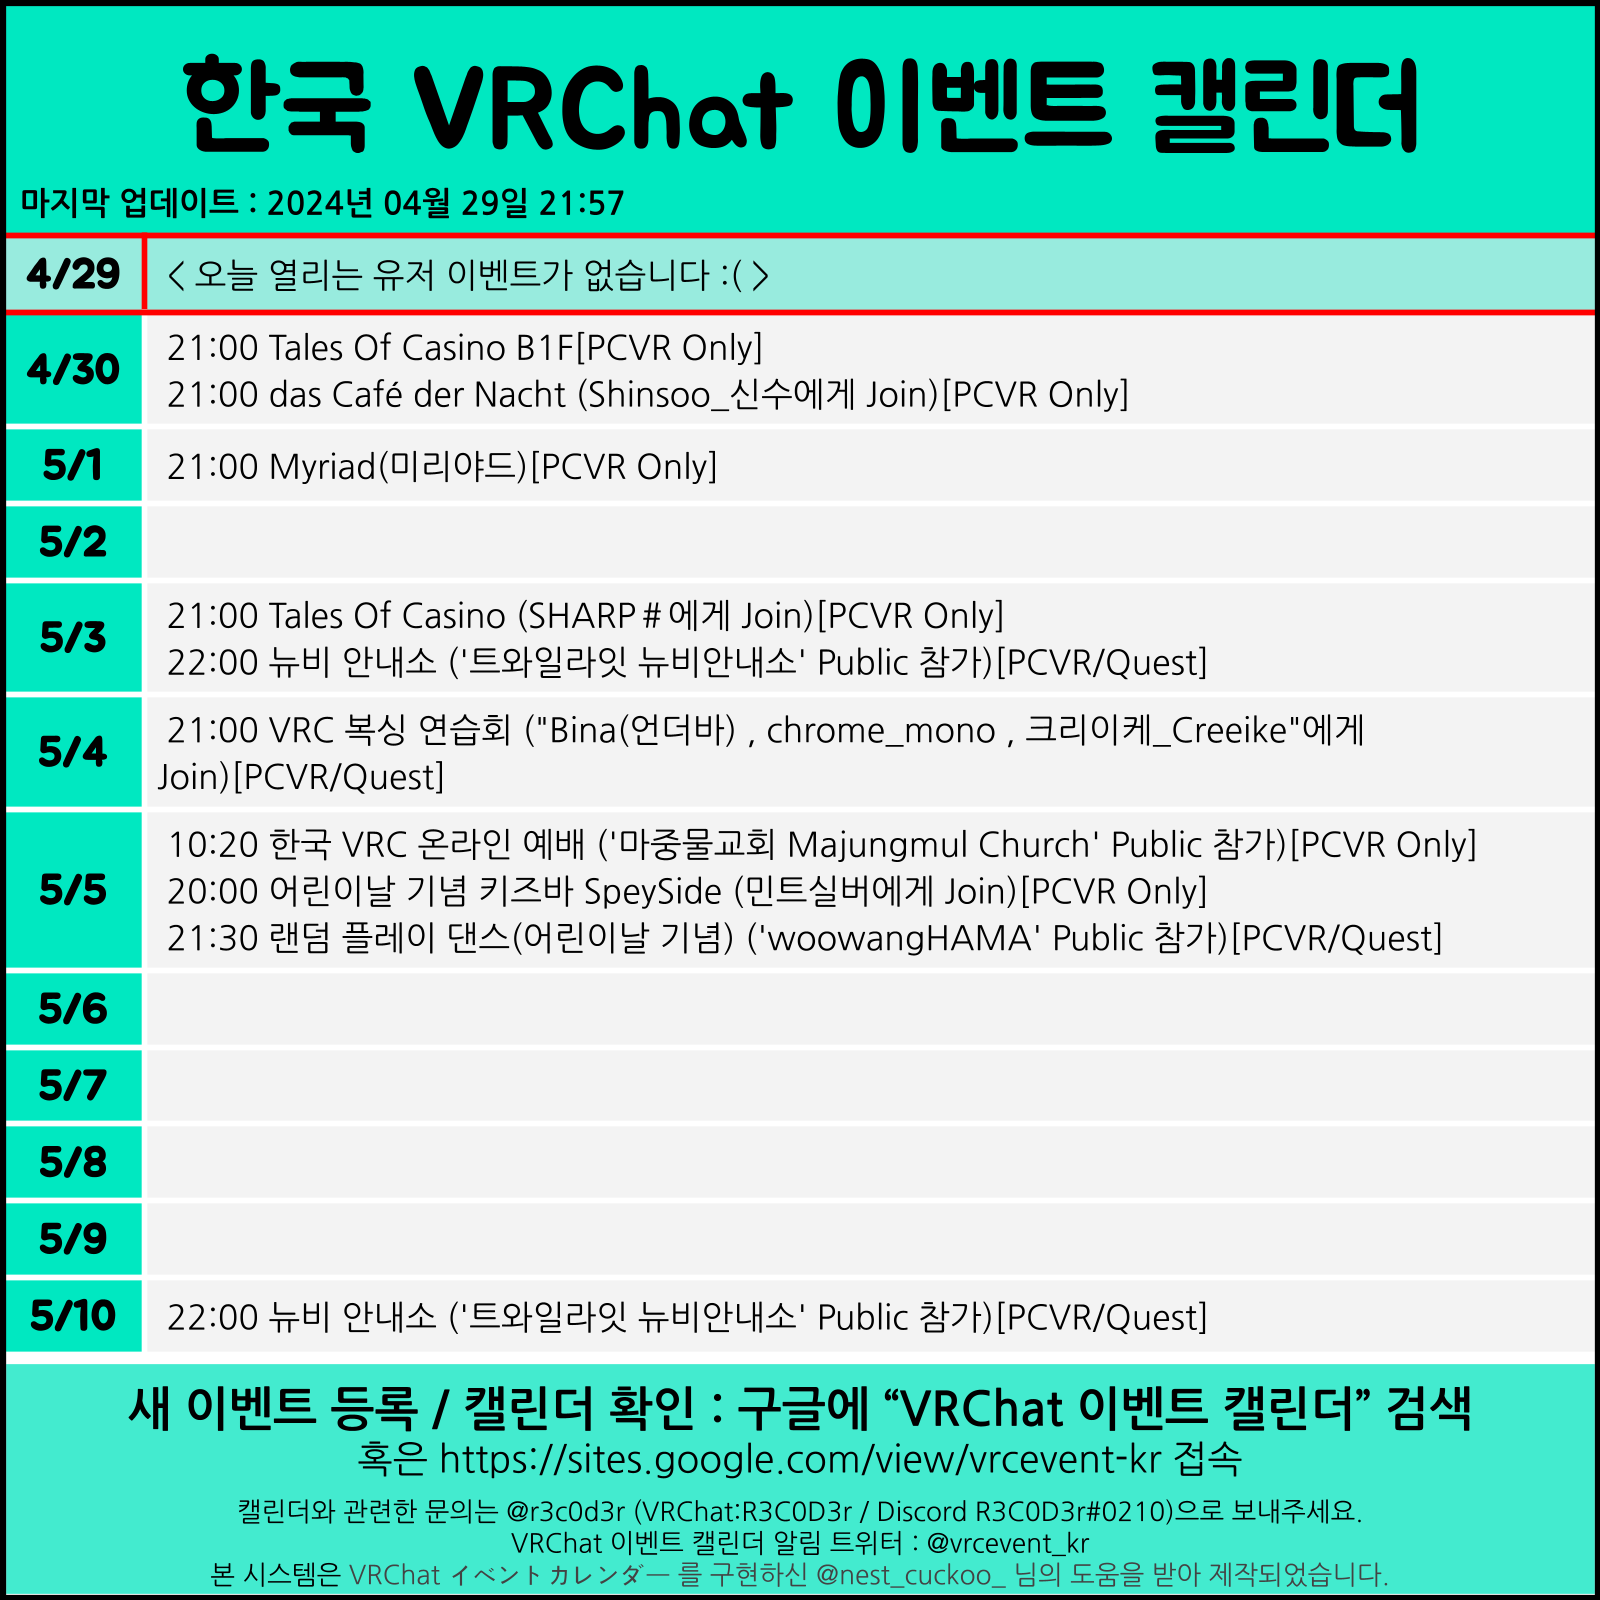 한국 VRChat 이벤트 캘린더
마지막 업데이트 : 2024년 04월 29일 21:57
4/29
< 오늘 열리는 유저 이벤트가 없습니다 :( >
4/30
21:00 Tales Of Casino B1F[PCVR Only]
21:00 das Café der Nacht (Shinsoo_신수에게 Join)[PCVR Only]
5/1
21:00 Myriad(미리야드)[PCVR Only]
5/2
5/3
21:00 Tales Of Casino (SHARP#에게 Join)[PCVR Only]
22:00 뉴비 안내소 ('트와일라잇 뉴비안내소' Public 참가)[PCVR/Quest]
5/4
21:00 VRC 복싱 연습회 ("Bina(언더바) , chrome_mono , 크리이케_Creeike"에게
Join)[PCVR/Quest]
5/5
10:20 한국 VRC 온라인 예배 ('마중물교회 Majungmul Church' Public 참가)[PCVR Only]
20:00 어린이날 기념 키즈바 SpeySide (민트실버에게 Join)[PCVR Only]
21:30 랜덤 플레이 댄스(어린이날 기념) ('woowangHAMA' Public 참가)[PCVR/Quest]
5/6
5/7
5/8
5/9
5/10
22:00 뉴비 안내소 ('트와일라잇 뉴비안내소' Public 참가)[PCVR/Quest]
새 이벤트 등록 / 캘린더 확인 : 구글에 “VRChat 이벤트 캘린더” 검색
혹은 https://sites.google.com/view/vrcevent-kr 접속
캘린더와 관련한 문의는 @r3c0d3r (VRChat:R3C0D3r / Discord R3C0D3r#0210)으로 보내주세요.
VRChat 이벤트 캘린더 알림 트위터 : @vrcevent_kr
본 시스템은 VRChat イベントカレンダー 를 구현하신 @nest_cuckoo_ 님의 도움을 받아 제작되었습니다.